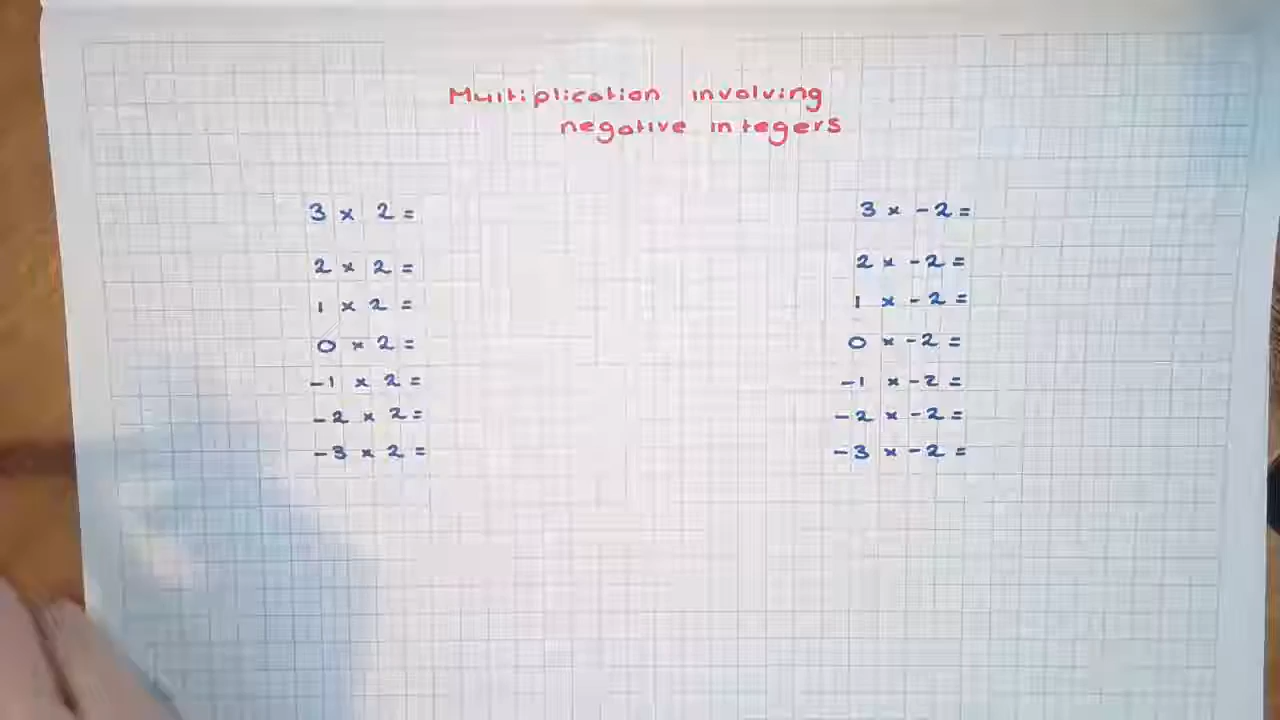 Multiplication involving
negative integers
3 x 2 =
2 x 2 =
1 x 2 =
0 x 2 =
-1 x 2 =
-2 x 2 =
-3 x 2 =
3 x -2 =
2 x -2 =
1 x -2 =
0 x -2 =
-1 x -2 =
-2 x -2 =
-3 x -2 =